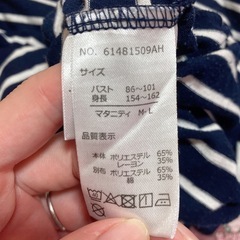 NO. 61481509AH
サイズ
バスト 86~101
身長 154~162
マタニティ M-L
品質表示
本体 ポリエステル 65%
レーヨン 35%
別布 ポリエステル 65%
綿 35%